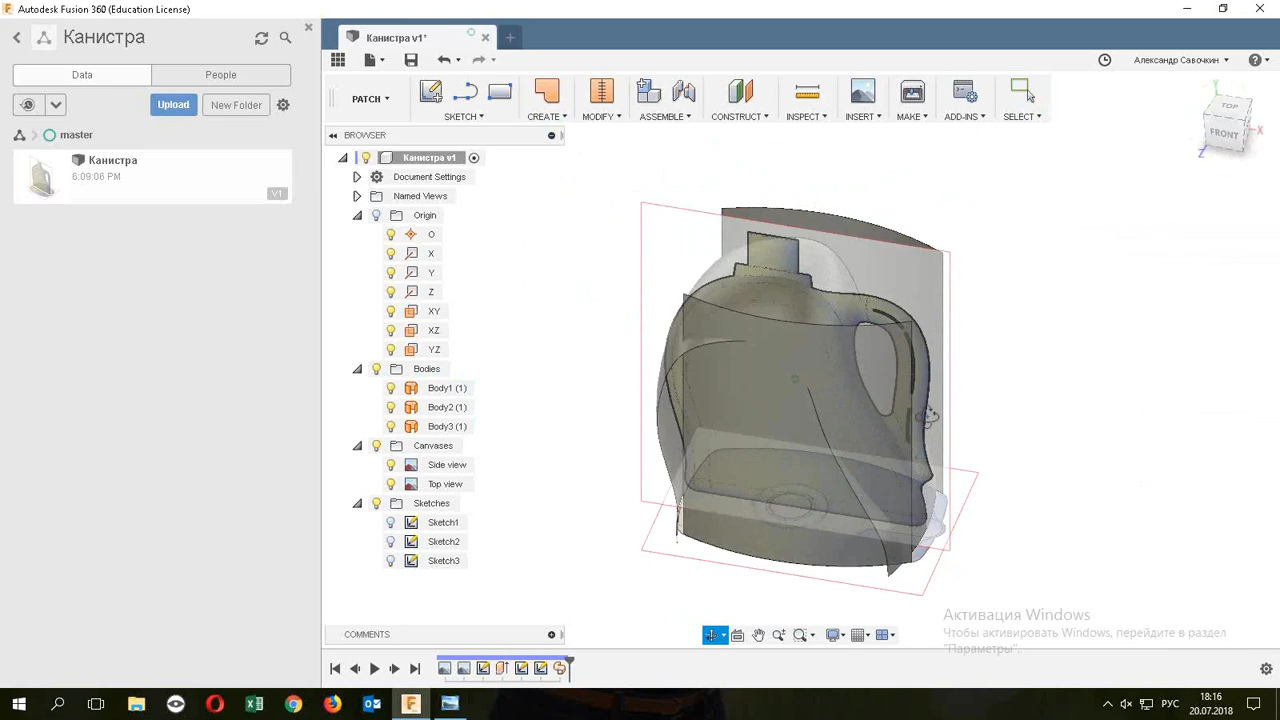 Autodesk Fusion 360 (Education License)
Канистра
Data
People
Upload
New Folder
master
Канистра
6:09:06 PM
V1
Канистра v1*
Александр Савочкин
PATCH
SKETCH
CREATE
MODIFY
ASSEMBLE
CONSTRUCT
INSPECT
INSERT
MAKE
ADD-INS
SELECT
TOP
FRONT
X
Z
Y
BROWSER
Канистра v1
Document Settings
Named Views
Origin
O
X
Y
Z
XY
XZ
YZ
Bodies
Body1 (1)
Body2 (1)
Body3 (1)
Canvases
Side view
Top view
Sketches
Sketch1
Sketch2
Sketch3
Активация Windows
Чтобы активировать Windows, перейдите в раздел
"Параметры".
COMMENTS
РУС
18:16
20.07.2018